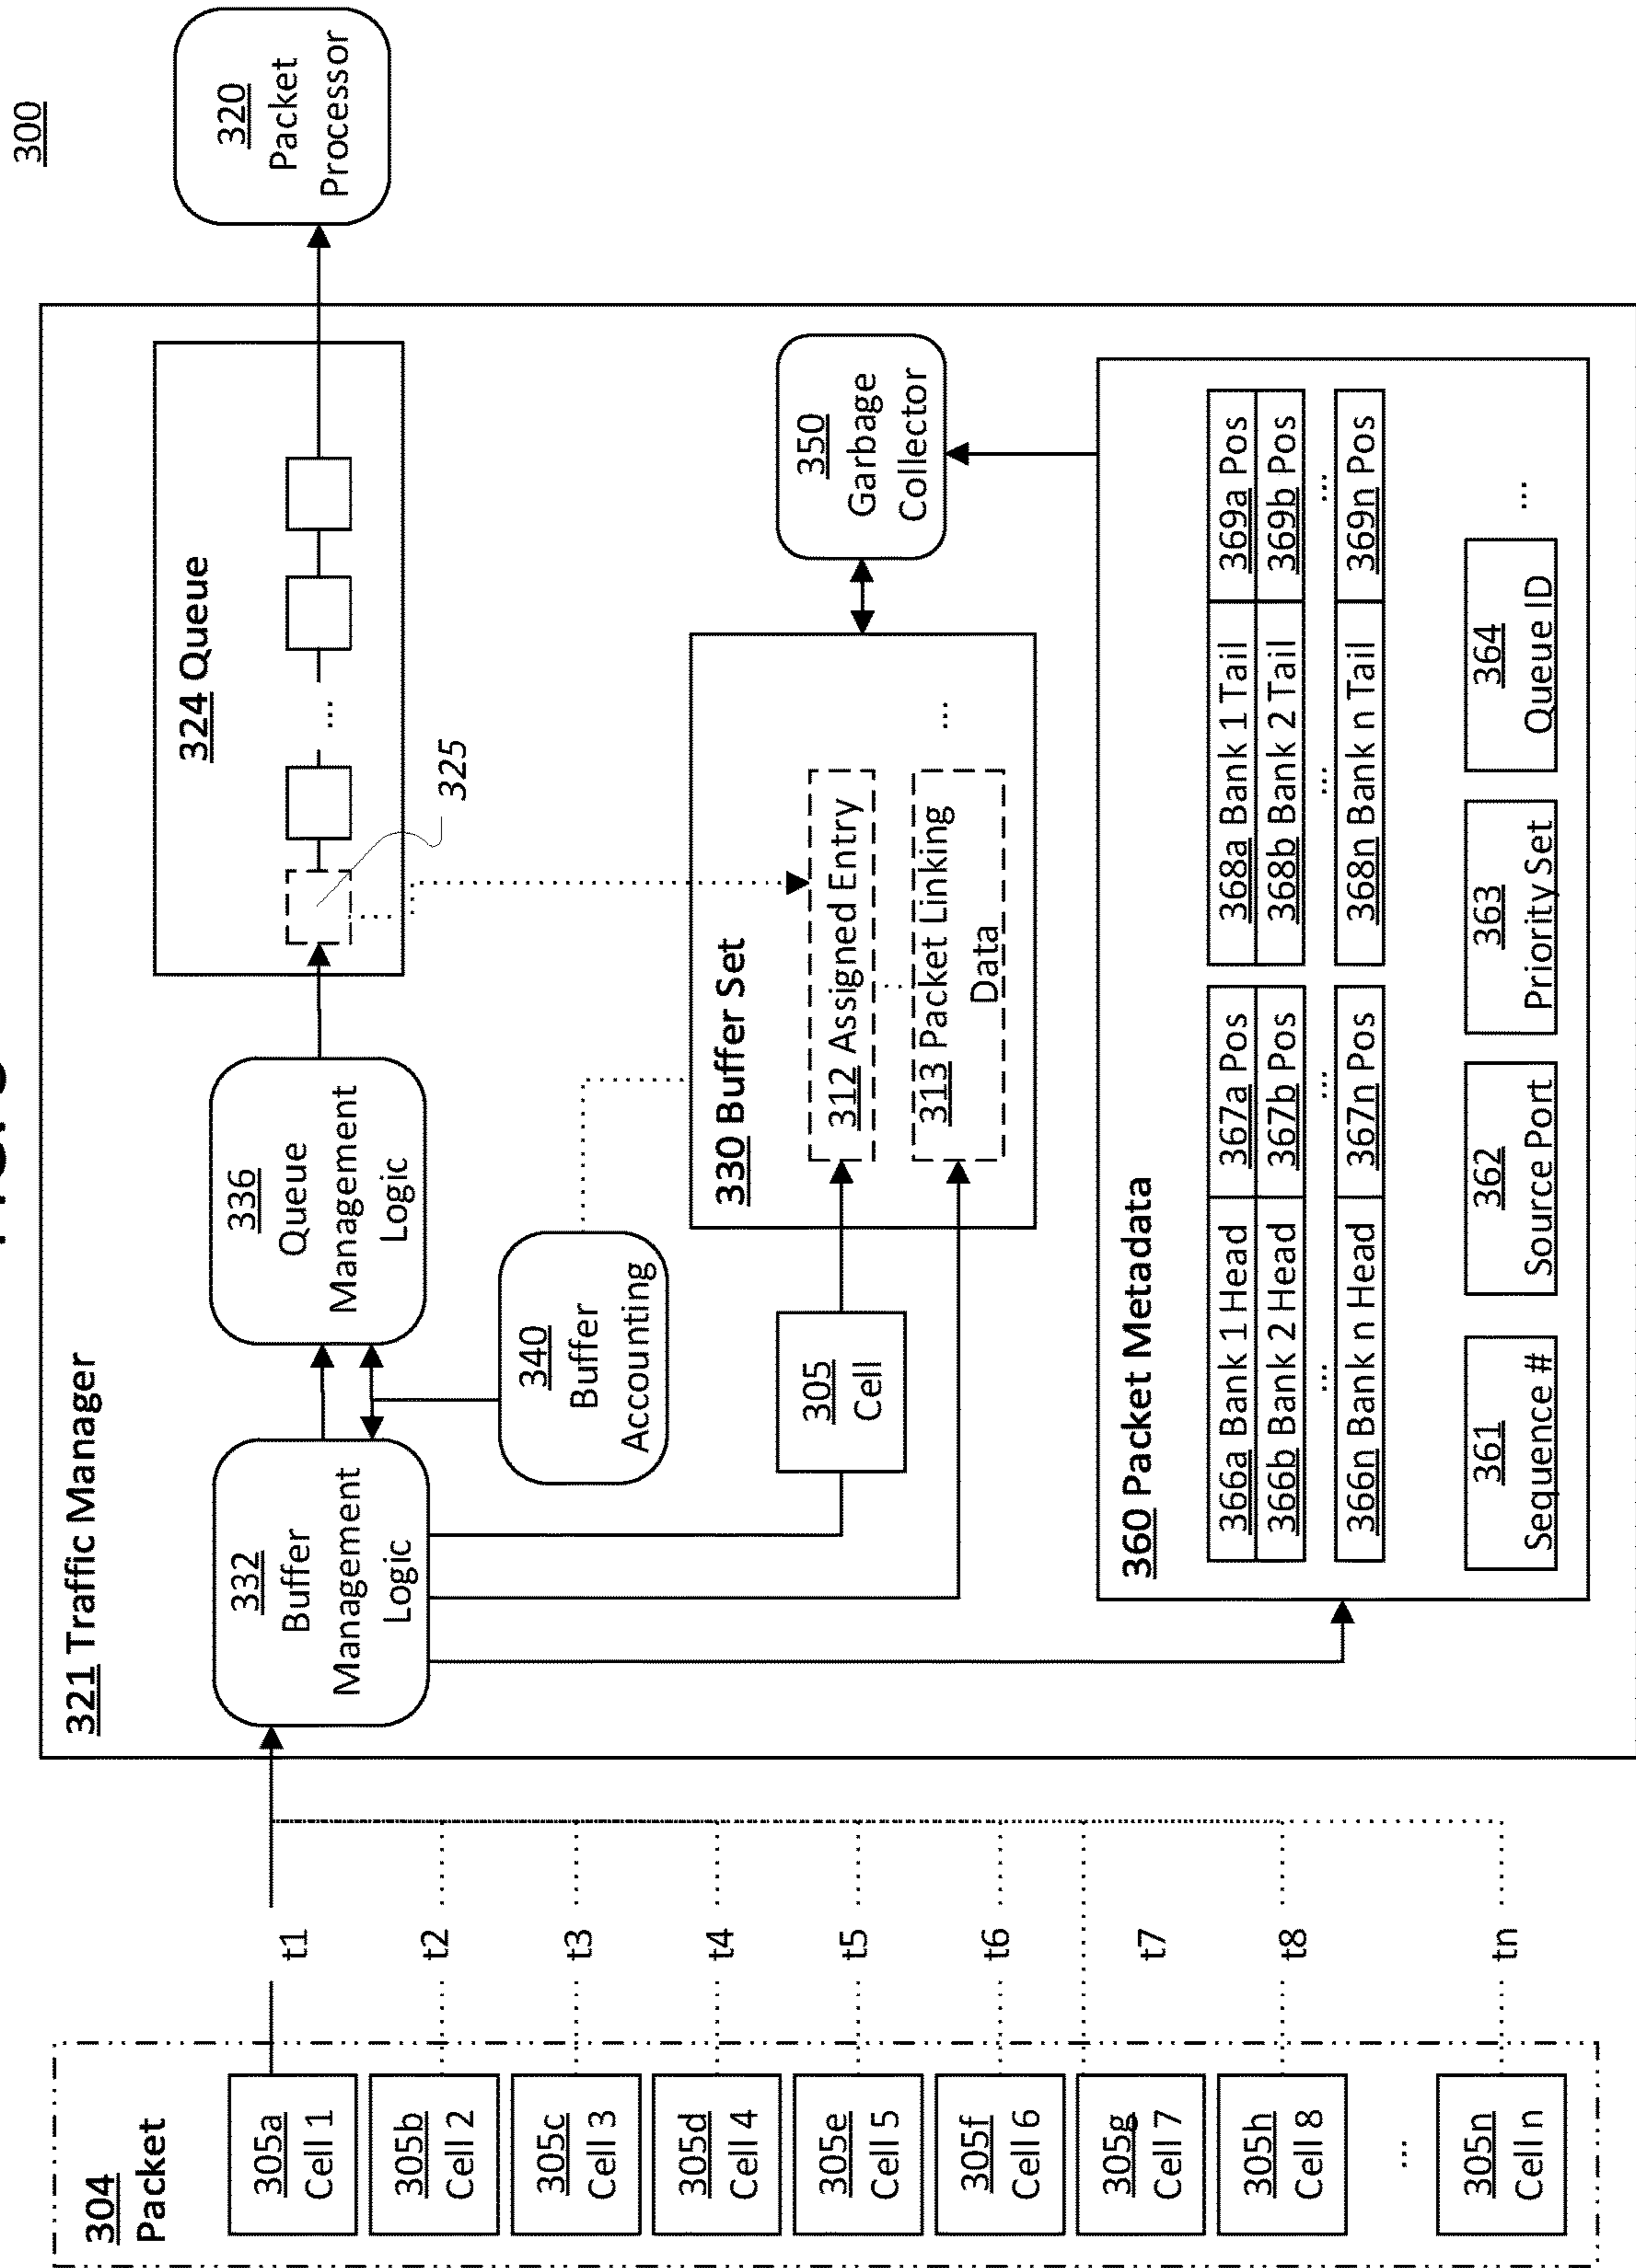 300
304
Packet
305a
Cell 1
305b
Cell 2
305c
Cell 3
305d
Cell 4
305e
Cell 5
305f
Cell 6
305g
Cell 7
305h
Cell 8
...
305n
Cell n
t1
t2
t3
t4
t5
t6
t7
t8
tn
321 Traffic Manager
332
Buffer
Management
Logic
336
Queue
Management
Logic
324 Queue
...
325
320
Packet
Processor
340
Buffer
Accounting
305
Cell
330 Buffer Set
312 Assigned Entry
313 Packet Linking
Data
...
350
Garbage
Collector
360 Packet Metadata
366a Bank 1 Head 367a Pos 368a Bank 1 Tail 369a Pos
366b Bank 2 Head 367b Pos 368b Bank 2 Tail 369b Pos
... ... ... ...
366n Bank n Head 367n Pos 368n Bank n Tail 369n Pos
361
Sequence #
362
Source Port
363
Priority Set
364
Queue ID
...